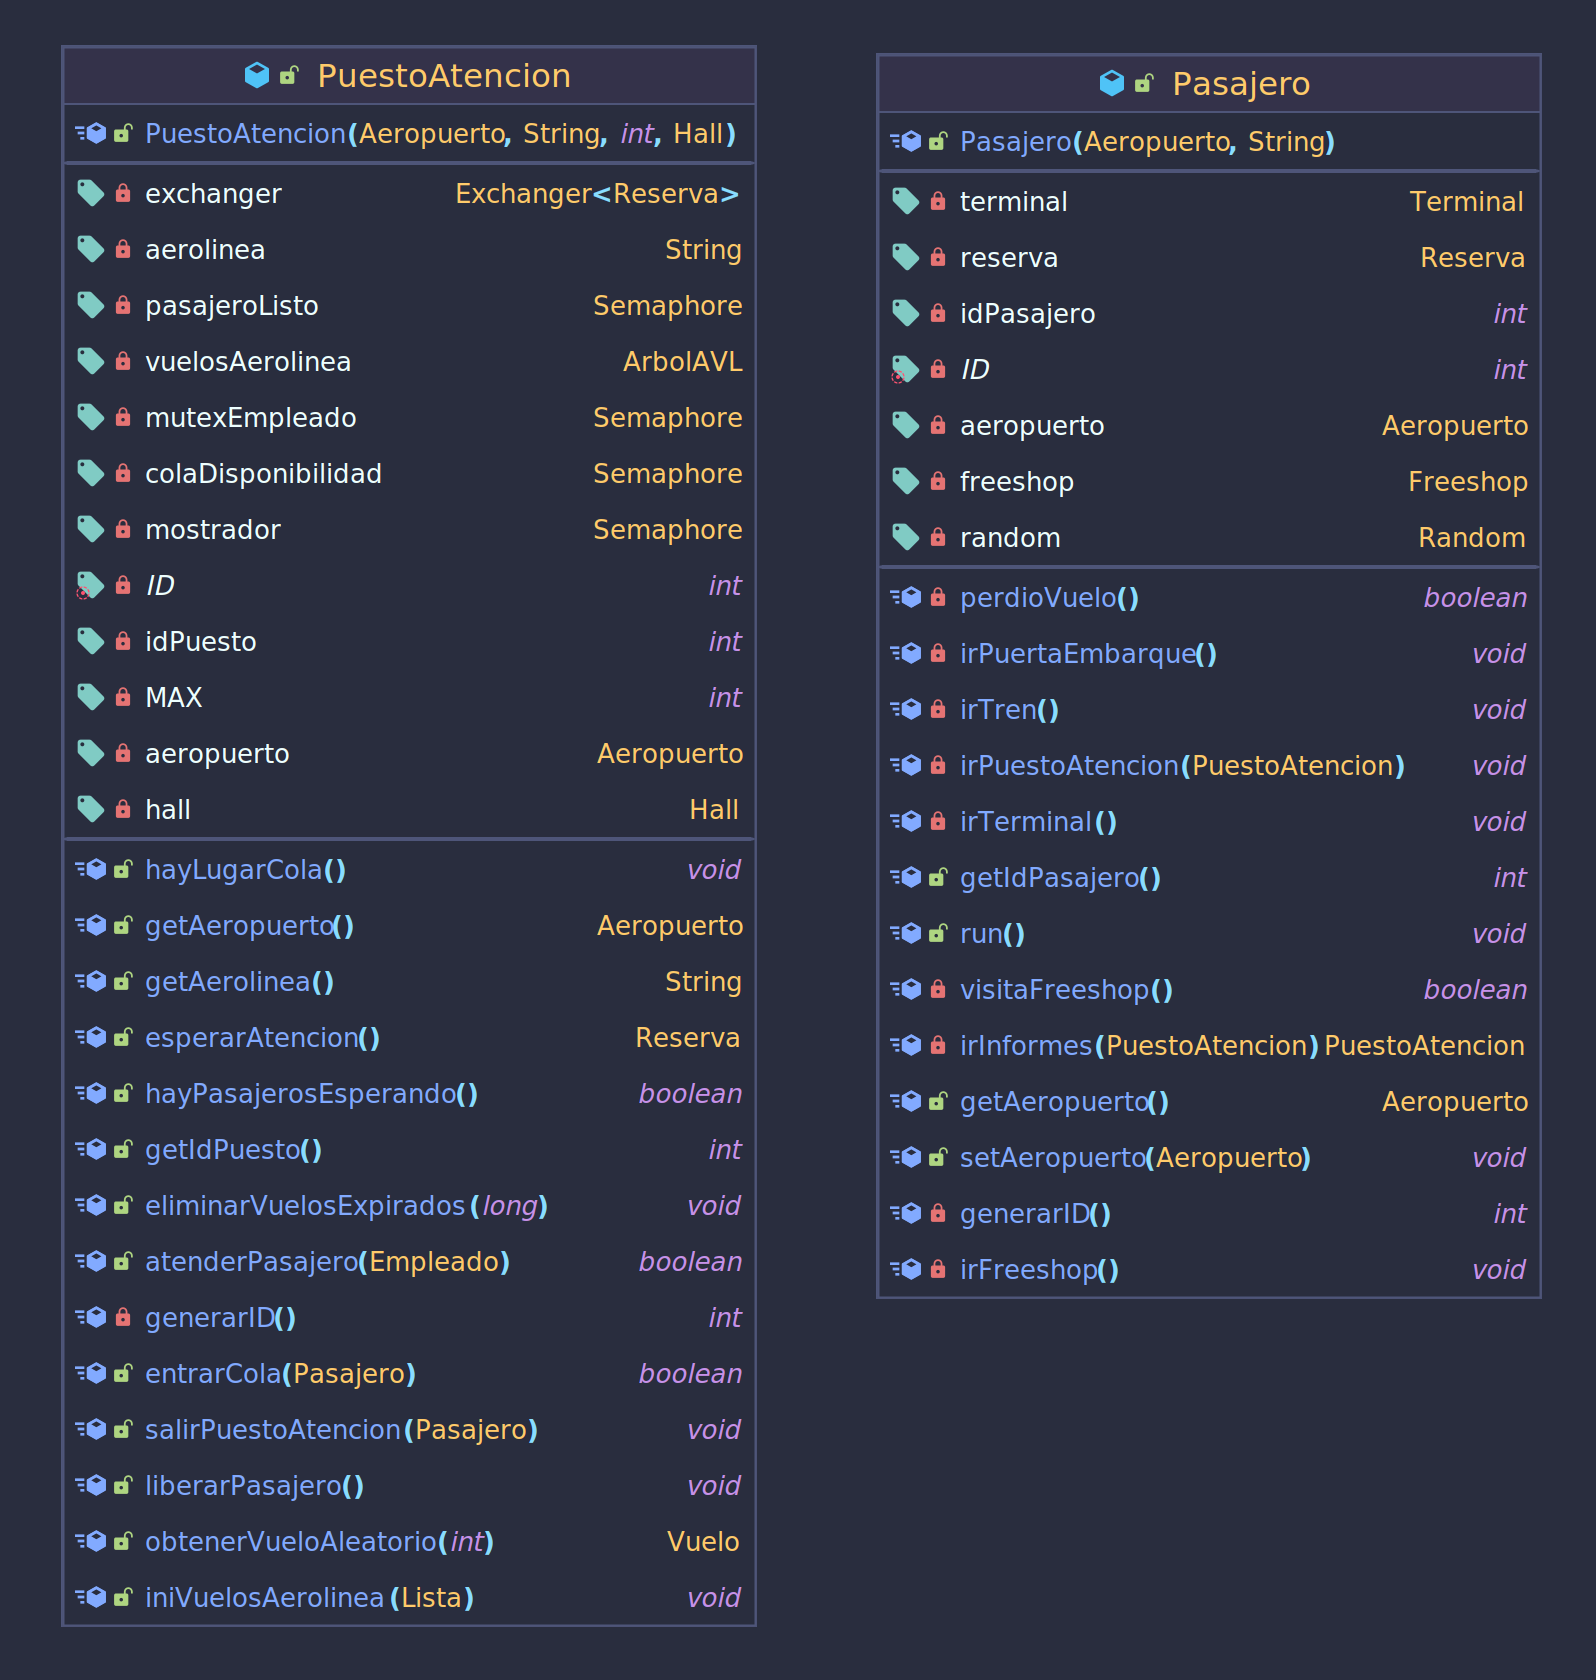 PuestoAtencion
PuestoAtencion(Aeropuerto, String, int, Hall)
exchanger Exchanger<Reserva>
aerolinea String
pasajeroListo Semaphore
vuelosAerolinea ArbolAVL
mutexEmpleado Semaphore
colaDisponibilidad Semaphore
mostrador Semaphore
ID int
idPuesto int
MAX int
aeropuerto Aeropuerto
hall Hall
hayLugarCola() void
getAeropuerto() Aeropuerto
getAerolinea() String
esperarAtencion() Reserva
hayPasajerosEsperando() boolean
getIdPuesto() int
eliminarVuelosExpirados(long) void
atenderPasajero(Empleado) boolean
generarID() int
entrarCola(Pasajero) boolean
salirPuestoAtencion(Pasajero) void
liberarPasajero() void
obtenerVueloAleatorio(int) Vuelo
iniVuelosAerolinea(Lista) void
Pasajero
Pasajero(Aeropuerto, String)
terminal Terminal
reserva Reserva
idPasajero int
ID int
aeropuerto Aeropuerto
freeshop Freeshop
random Random
perdioVuelo() boolean
irPuertaEmbarque() void
irTren() void
irPuestoAtencion(PuestoAtencion) void
irTerminal() void
getIdPasajero() int
run() void
visitaFreeshop() boolean
irInformes(PuestoAtencion) PuestoAtencion
getAeropuerto() Aeropuerto
setAeropuerto(Aeropuerto) void
generarID() int
irFreeshop() void